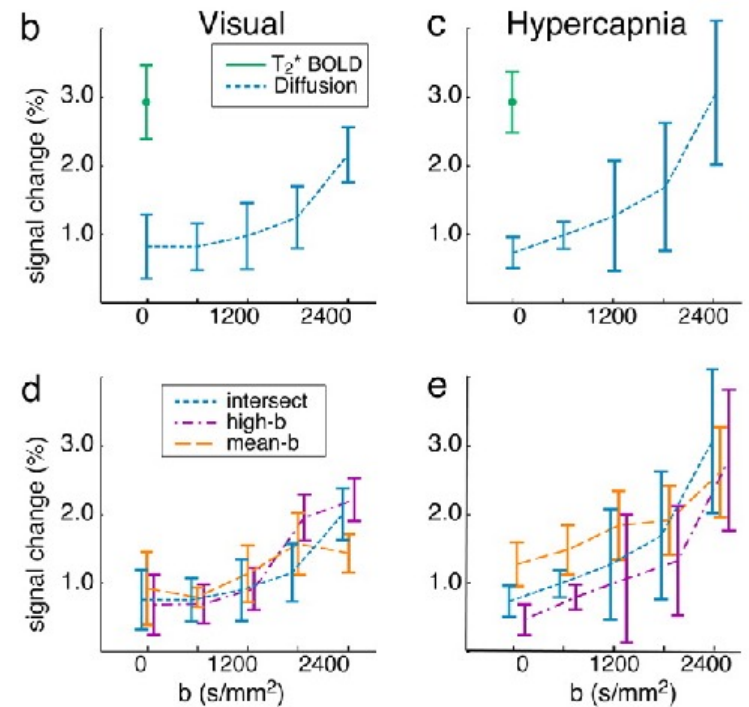 b
Visual
c
Hypercapnia
T₂* BOLD
Diffusion
signal change (%)
3.0
2.0
1.0
0
1200
2400
3.0
2.0
1.0
0
1200
2400
d
e
intersect
high-b
mean-b
signal change (%)
3.0
2.0
1.0
0
1200
2400
b (s/mm²)
3.0
2.0
1.0
0
1200
2400
b (s/mm²)